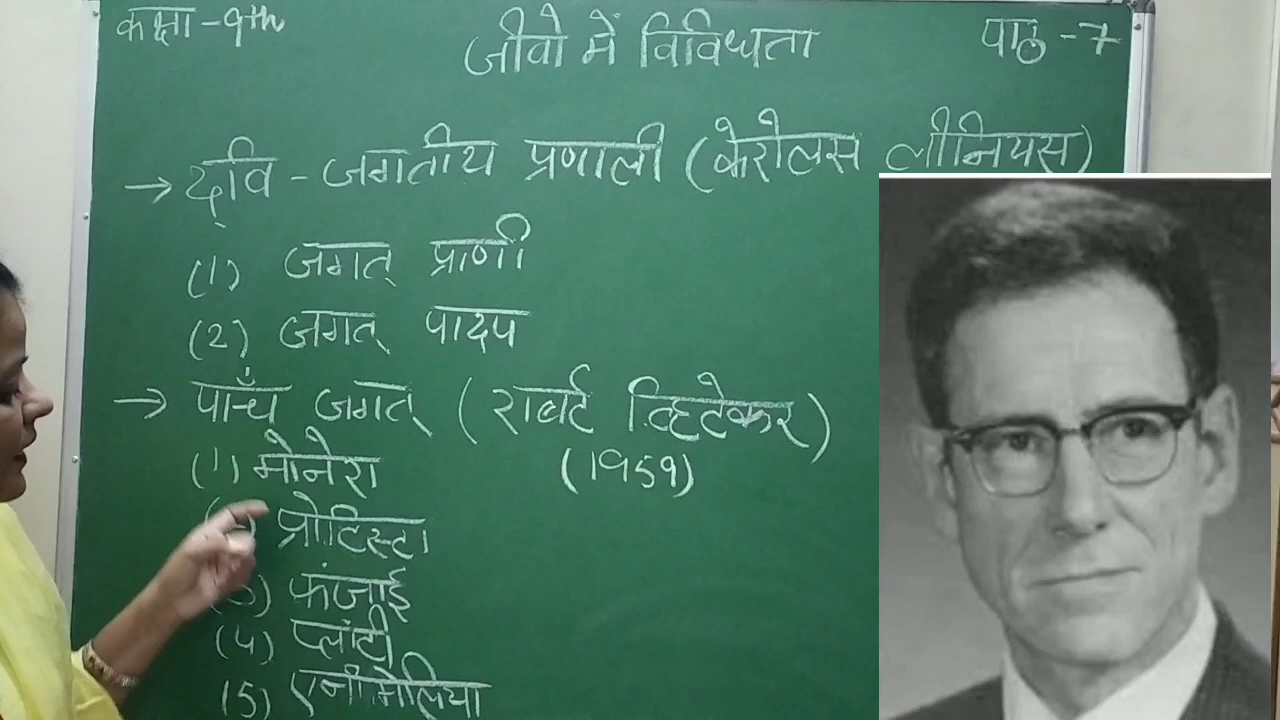 कक्षा - 9th
जीवो में विविधता
पाठ - 7
→ द्वि - जगतीय प्रणाली (केरोलस लीनियस)
(1) जगत् प्राणी
(2) जगत् पादप
→ पाँच जगत् (राबर्ट व्हिटेकर)
(1959)
(1) मोनेरा
प्रोटिस्टा
(3) फंजाई
(4) प्लांटी
(5) एनीमेलिया